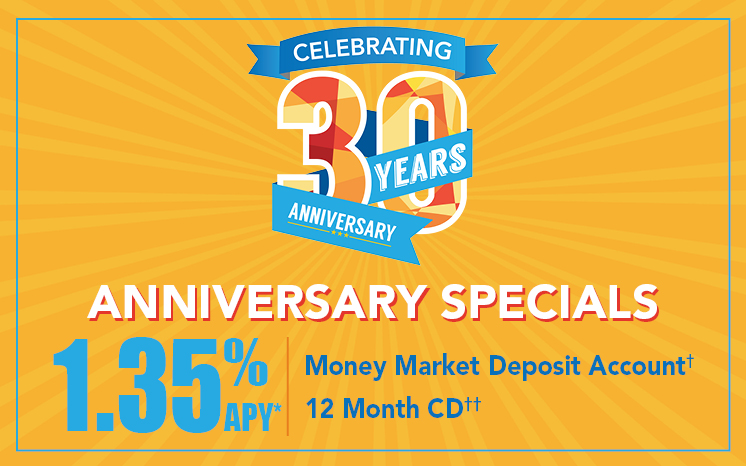 CELEBRATING
30
YEARS
ANNIVERSARY
ANNIVERSARY SPECIALS
1.35% APY*
Money Market Deposit Account†
12 Month CD††